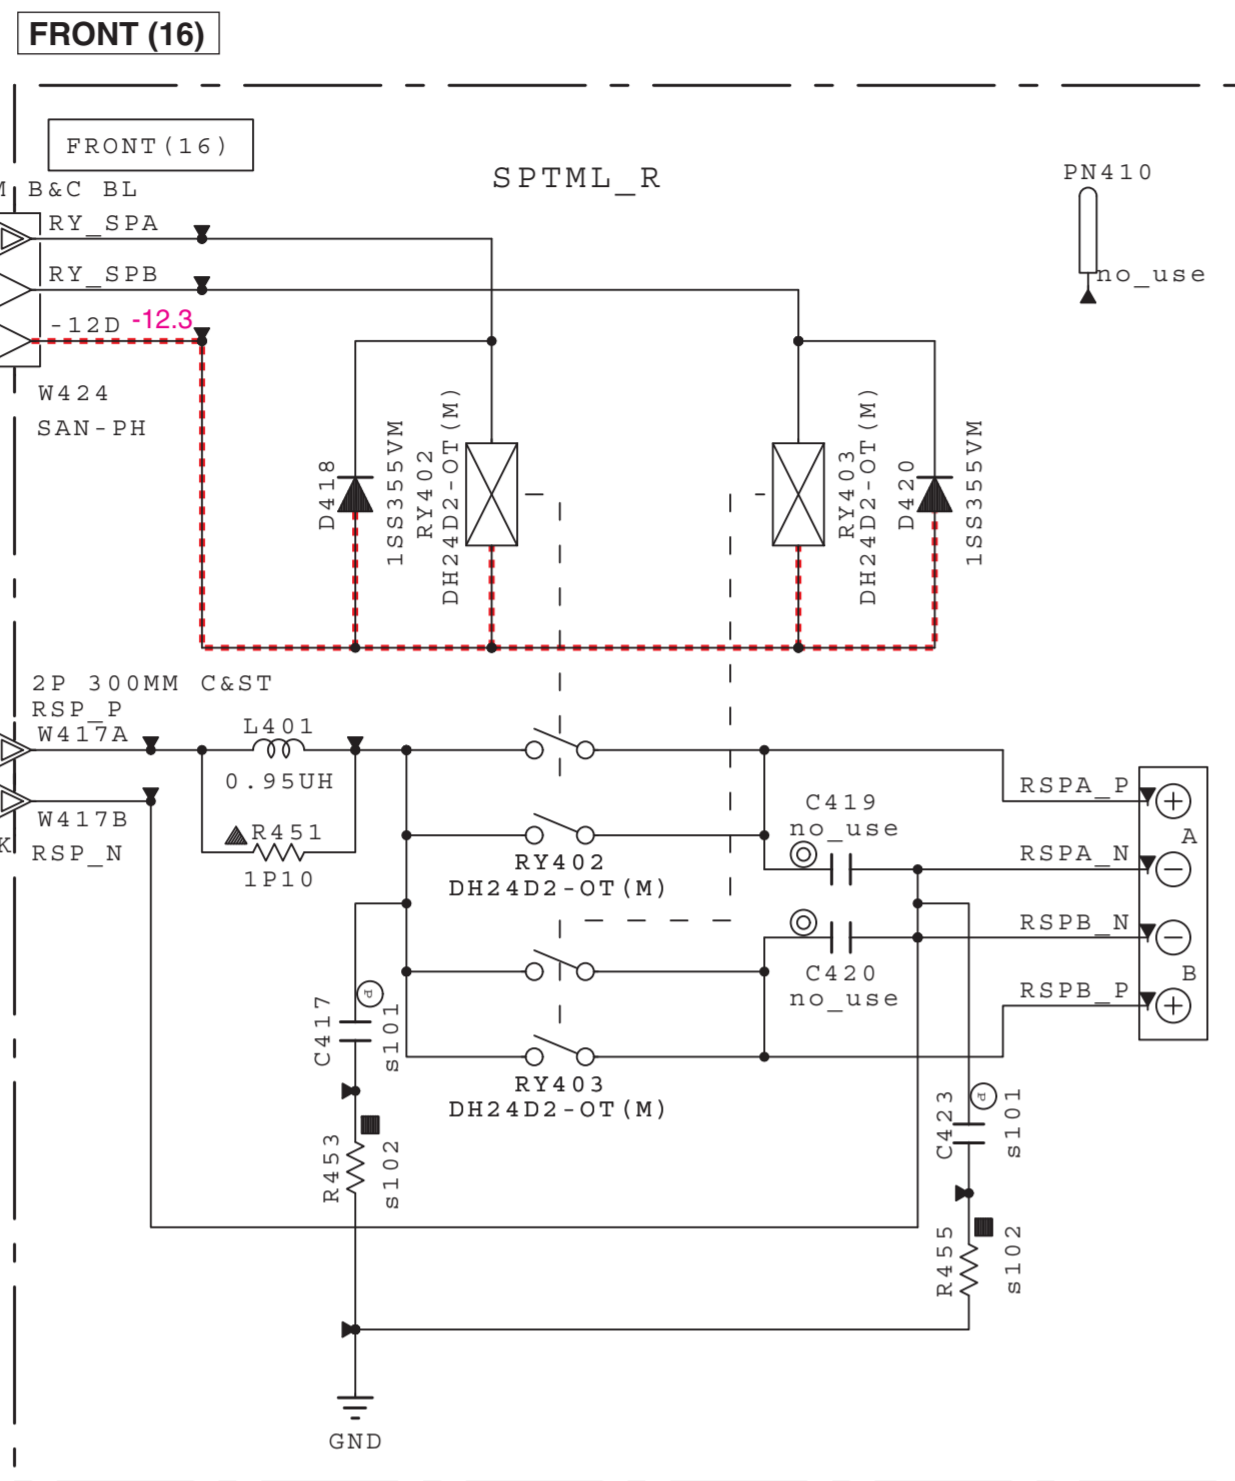 FRONT (16)
FRONT(16)
SPTML_R
PN410
no_use
B&C BL
RY_SPA
RY_SPB
-12D -12.3
W424
SAN-PH
D418
1SS355VM
RY402
DH24D2-OT(M)
RY403
DH24D2-OT(M)
D420
1SS355VM
2P 300MM C&ST
RSP_P
W417A
L401
0.95UH
W417B
RSP_N
K
R451
1P10
RY402
DH24D2-OT(M)
C419
no_use
C420
no_use
RSPA_P
A
RSPA_N
RSPB_N
B
RSPB_P
C417
P
s101
RY403
DH24D2-OT(M)
R453
s102
C423
P
s101
R455
s102
GND